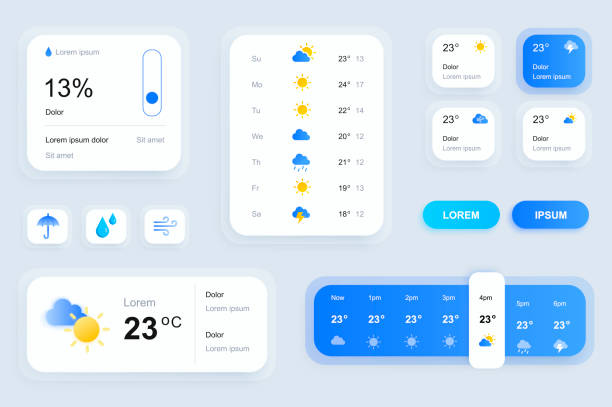 Lorem ipsum
13%
Dolor
Lorem ipsum dolor Sit amet
Sit amet
Su 23° 13
Mo 24° 17
Tu 22° 14
We 20° 12
Th 21° 12
Fr 19° 13
Sa 18° 12
23°
Dolor
Lorem ipsum
23°
Dolor
Lorem ipsum
23°
Dolor
Lorem ipsum
23°
Dolor
Lorem ipsum
LOREM
IPSUM
Lorem
23°C
Dolor
Lorem ipsum
Dolor
Lorem ipsum
Now 1pm 2pm 3pm 4pm 5pm 6pm
23° 23° 23° 23° 23° 23° 23°